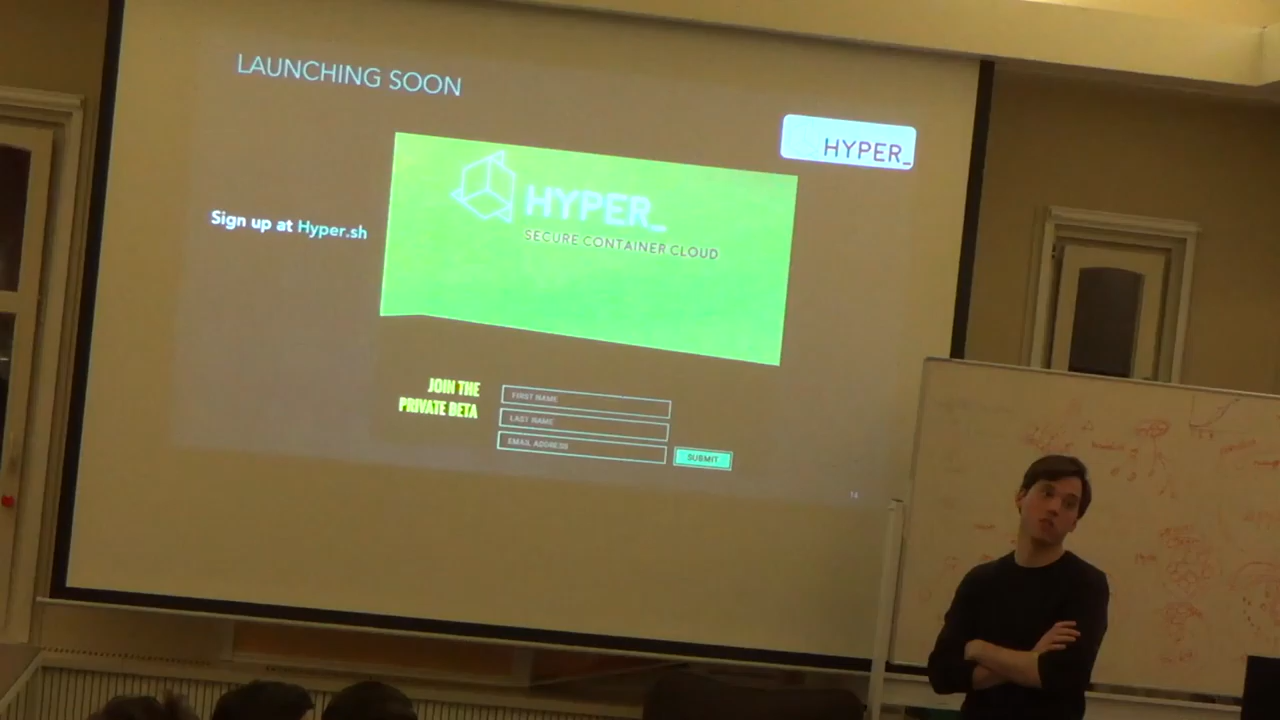 LAUNCHING SOON
HYPER_
Sign up at Hyper.sh
HYPER_
SECURE CONTAINER CLOUD
JOIN THE
PRIVATE BETA
FIRST NAME
LAST NAME
EMAIL ADDRESS
SUBMIT
14